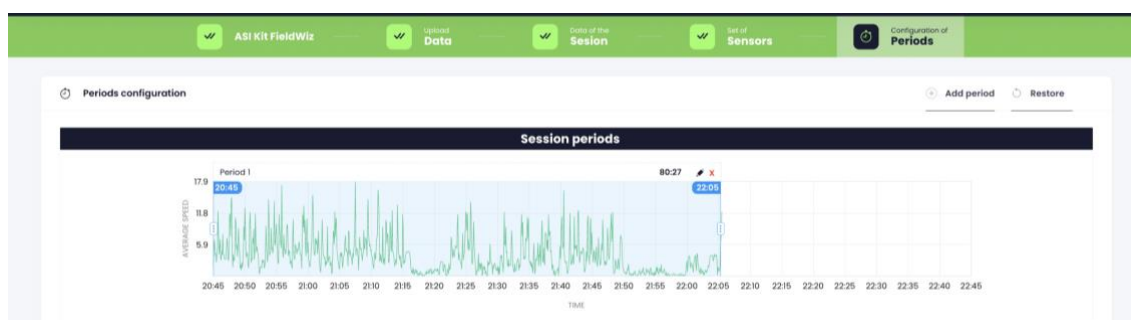 ASI Kit FieldWiz
Upload
Data
Data of the
Sesion
Set of
Sensors
Configuration of
Periods
Periods configuration
Add period
Restore
Session periods
Period 1
80:27
X
17.9
20:45
22:05
11.8
5.9
AVERAGE SPEED
20:45 20:50 20:55 21:00 21:05 21:10 21:15 21:20 21:25 21:30 21:35 21:40 21:45 21:50 21:55 22:00 22:05 22:10 22:15 22:20 22:25 22:30 22:35 22:40 22:45
TIME